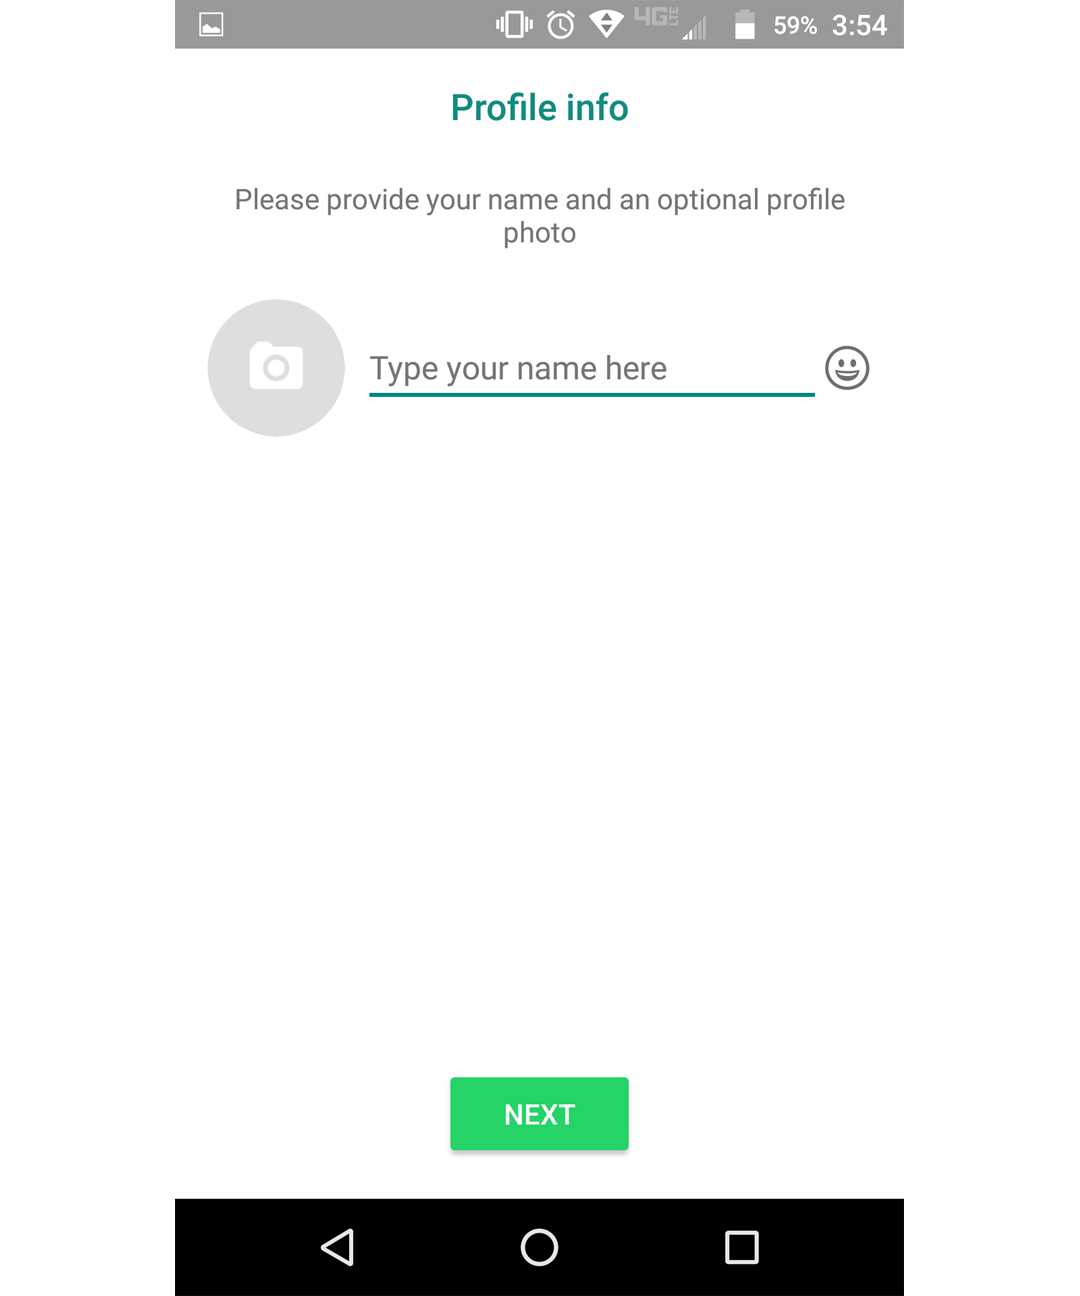 4G LTE 59% 3:54
Profile info
Please provide your name and an optional profile
photo
Type your name here
NEXT